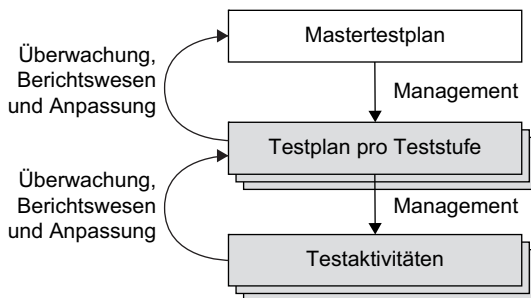 Mastertestplan
Überwachung,
Berichtswesen
und Anpassung
Management
Testplan pro Teststufe
Überwachung,
Berichtswesen
und Anpassung
Management
Testaktivitäten